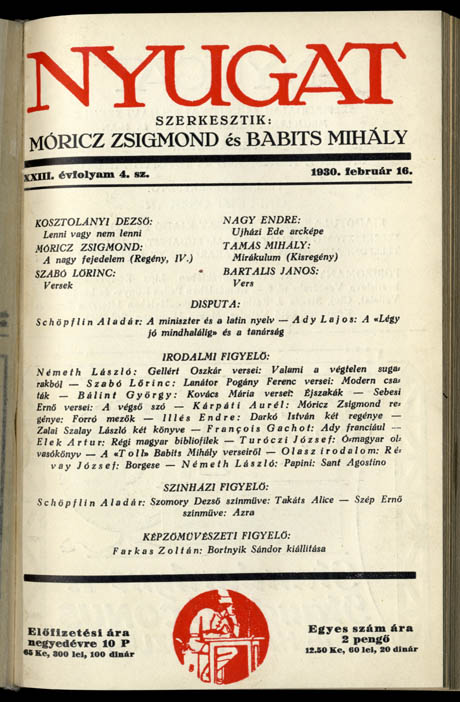 NYUGAT
SZERKESZTIK:
MÓRICZ ZSIGMOND és BABITS MIHÁLY
XXIII. évfolyam 4. sz. 1930. február 16.
KOSZTOLÁNYI DEZSŐ:
Lenni vagy nem lenni
MÓRICZ ZSIGMOND:
A nagy fejedelem (Regény, IV.)
SZABÓ LŐRINC:
Versek
NAGY ENDRE:
Ujházi Ede arcképe
TAMÁS MIHÁLY:
Mirákulum (Kisregény)
BARTALIS JÁNOS:
Vers
DISPUTA:
Schöpflin Aladár: A miniszter és a latin nyelv — Ady Lajos: A «Légy
jó mindhalálig» és a tanárság
IRODALMI FIGYELŐ:
Németh László: Gellért Oszkár versei: Valami a végtelen sugá
rakból — Szabó Lőrinc: Lanátor Pogány Ferenc versei: Modern csa
ták — Bálint György: Kovács Mária versei: Éjszakák — Sebesi
Ernő versei: A végső szó — Kárpáti Aurél: Móricz Zsigmond re
génye: Forró mezők — Illés Endre: Darkó István két regénye —
Zalai Szalay László két könyve — François Gachot: Ady franciául —
Elek Artur: Régi magyar bibliofilek — Turóczi József: Ó-magyar ol
vasókönyv — A «Toll» Babits Mihály verseiről — Olasz irodalom: Ré
vay József: Borgese — Németh László: Papini: Sant Agostino
SZINHÁZI FIGYELŐ:
Schöpflin Aladár: Szomory Dezső színműve: Takáts Alice — Szép Ernő
színműve: Azra
KÉPZŐMŰVÉSZETI FIGYELŐ:
Farkas Zoltán: Bortnyik Sándor kiállítása
Előfizetési ára
negyedévre 10 P
65 Kc, 300 lei, 100 dinár
Egyes szám ára
2 pengő
12.50 Kc, 60 lei, 20 dinár